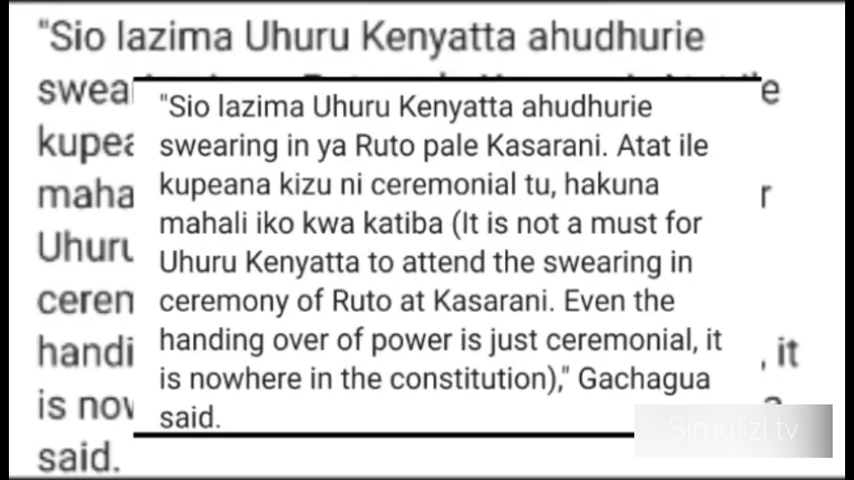 "Sio lazima Uhuru Kenyatta ahudhurie
swearing in ya Ruto pale Kasarani. Atat ile
kupeana kizu ni ceremonial tu, hakuna
mahali iko kwa katiba (It is not a must for
Uhuru Kenyatta to attend the swearing in
ceremony of Ruto at Kasarani. Even the
handing over of power is just ceremonial, it
is nowhere in the constitution)," Gachagua
said.
"Sio lazima Uhuru Kenyatta ahudhurie
said.
Simulizi tv